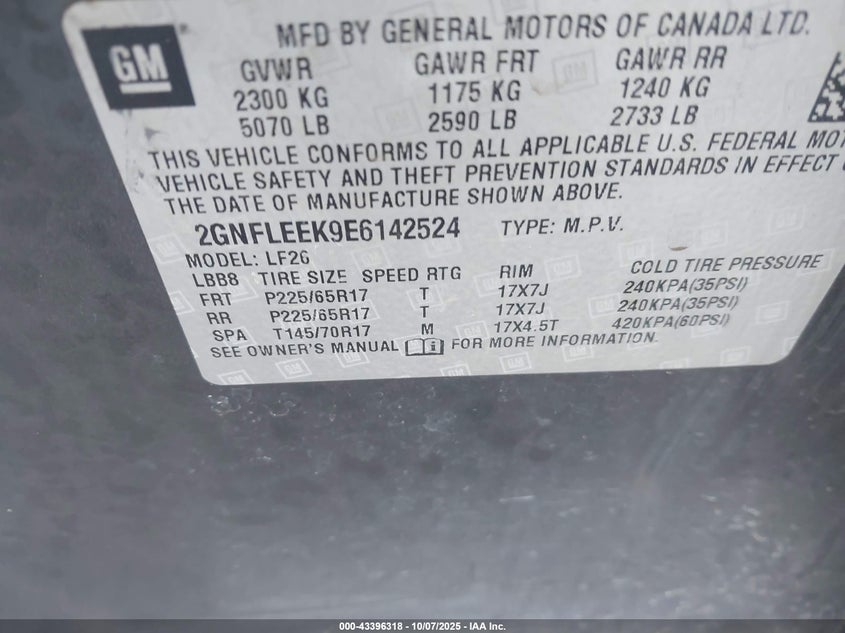 GM
MFD BY GENERAL MOTORS OF CANADA LTD.
GVWR GAWR FRT GAWR RR
2300 KG 1175 KG 1240 KG
5070 LB 2590 LB 2733 LB
THIS VEHICLE CONFORMS TO ALL APPLICABLE U.S. FEDERAL
VEHICLE SAFETY AND THEFT PREVENTION STANDARDS IN EFFECT
THE DATE OF MANUFACTURE SHOWN ABOVE.
2GNFLEEK9E6142524 TYPE: M.P.V.
MODEL: LF26
LBB8 TIRE SIZE SPEED RTG RIM COLD TIRE PRESSURE
FRT P225/65R17 T 17X7J 240KPA(35PSI)
RR P225/65R17 T 17X7J 240KPA(35PSI)
SPA T145/70R17 M 17X4.5T 420KPA(60PSI)
SEE OWNER'S MANUAL FOR MORE INFORMATION.
000-43396318 - 10/07/2025 - IAA Inc.